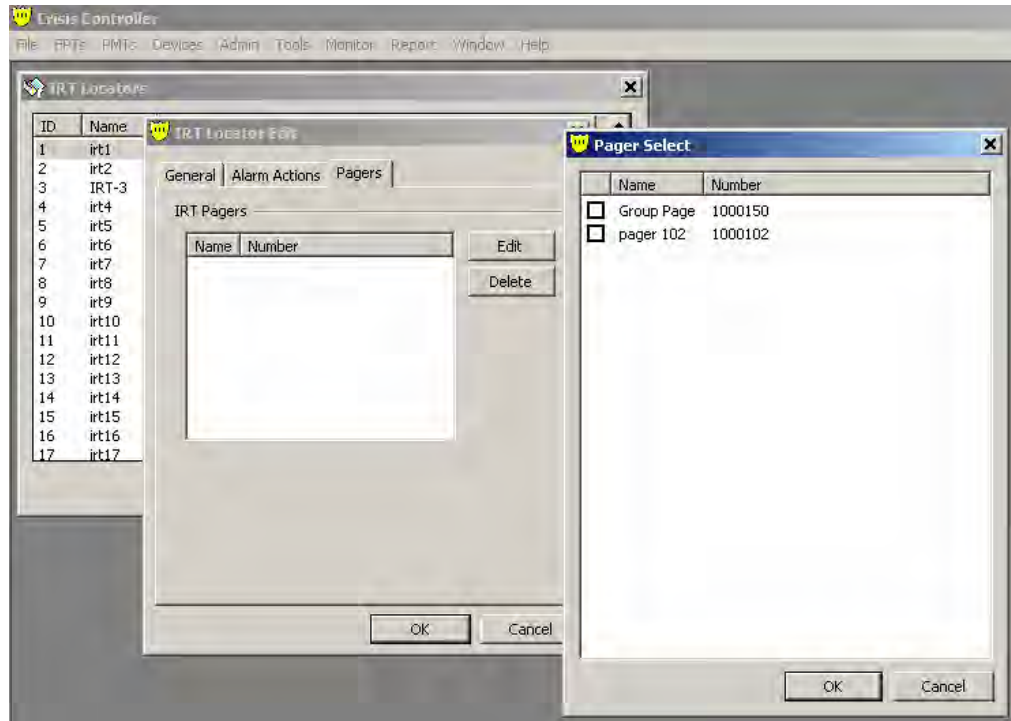 Crisis Controller
File PPTs PMTs Devices Admin Tools Monitor Report Window Help
IRT Locators
ID Name
1 irt1
2 irt2
3 IRT-3
4 irt4
5 irt5
6 irt6
7 irt7
8 irt8
9 irt9
10 irt10
11 irt11
12 irt12
13 irt13
14 irt14
15 irt15
16 irt16
17 irt17
IRT Locator Edit
General Alarm Actions Pagers
IRT Pagers
Name Number
Edit
Delete
OK Cancel
Pager Select
Name Number
Group Page 1000150
pager 102 1000102
OK Cancel